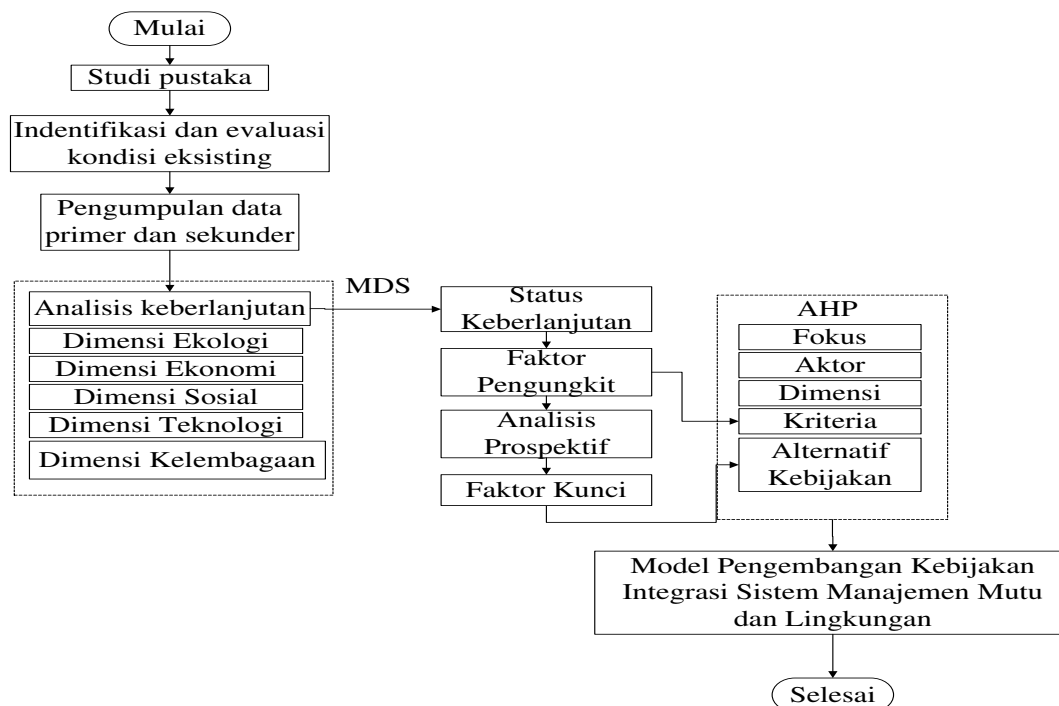 Mulai
Studi pustaka
Indentifikasi dan evaluasi
kondisi eksisting
Pengumpulan data
primer dan sekunder
Analisis keberlanjutan
Dimensi Ekologi
Dimensi Ekonomi
Dimensi Sosial
Dimensi Teknologi
Dimensi Kelembagaan
MDS
Status
Keberlanjutan
Faktor
Pengungkit
Analisis
Prospektif
Faktor Kunci
AHP
Fokus
Aktor
Dimensi
Kriteria
Alternatif
Kebijakan
Model Pengembangan Kebijakan
Integrasi Sistem Manajemen Mutu
dan Lingkungan
Selesai